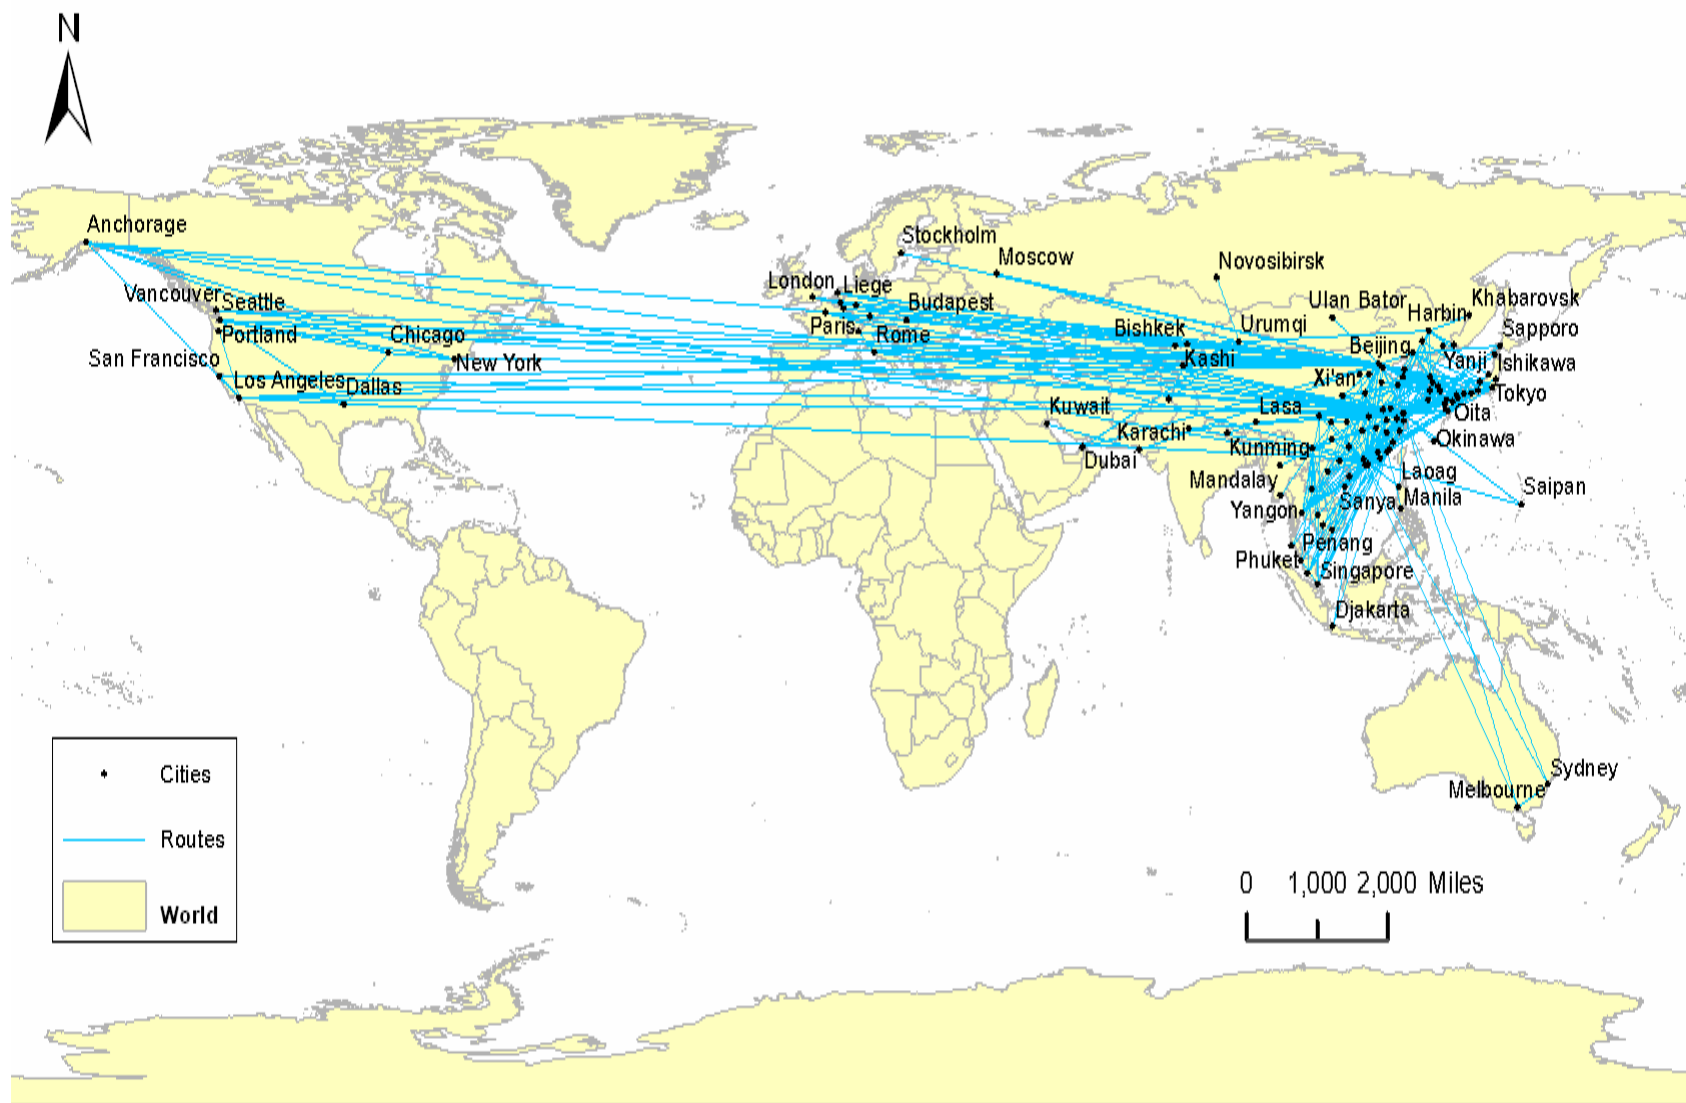 N
Anchorage
Stockholm
Moscow
Novosibirsk
London
Liege
Vancouver
Seattle
Budapest
Ulan Bator
Harbin
Khabarovsk
Portland
Chicago
Paris
Rome
Bishkek
Urumqi
Beijing
Sapporo
San Francisco
New York
Kashi
Yanji
Ishikawa
Los Angeles
Dallas
Xi'an
Tokyo
Kuwait
Karachi
Lasa
Oita
Dubai
Kunming
Okinawa
Mandalay
Laoag
Yangon
Sanya
Manila
Saipan
Penang
Phuket
Singapore
Djakarta
Sydney
Melbourne
Cities
Routes
World
0 1,000 2,000 Miles